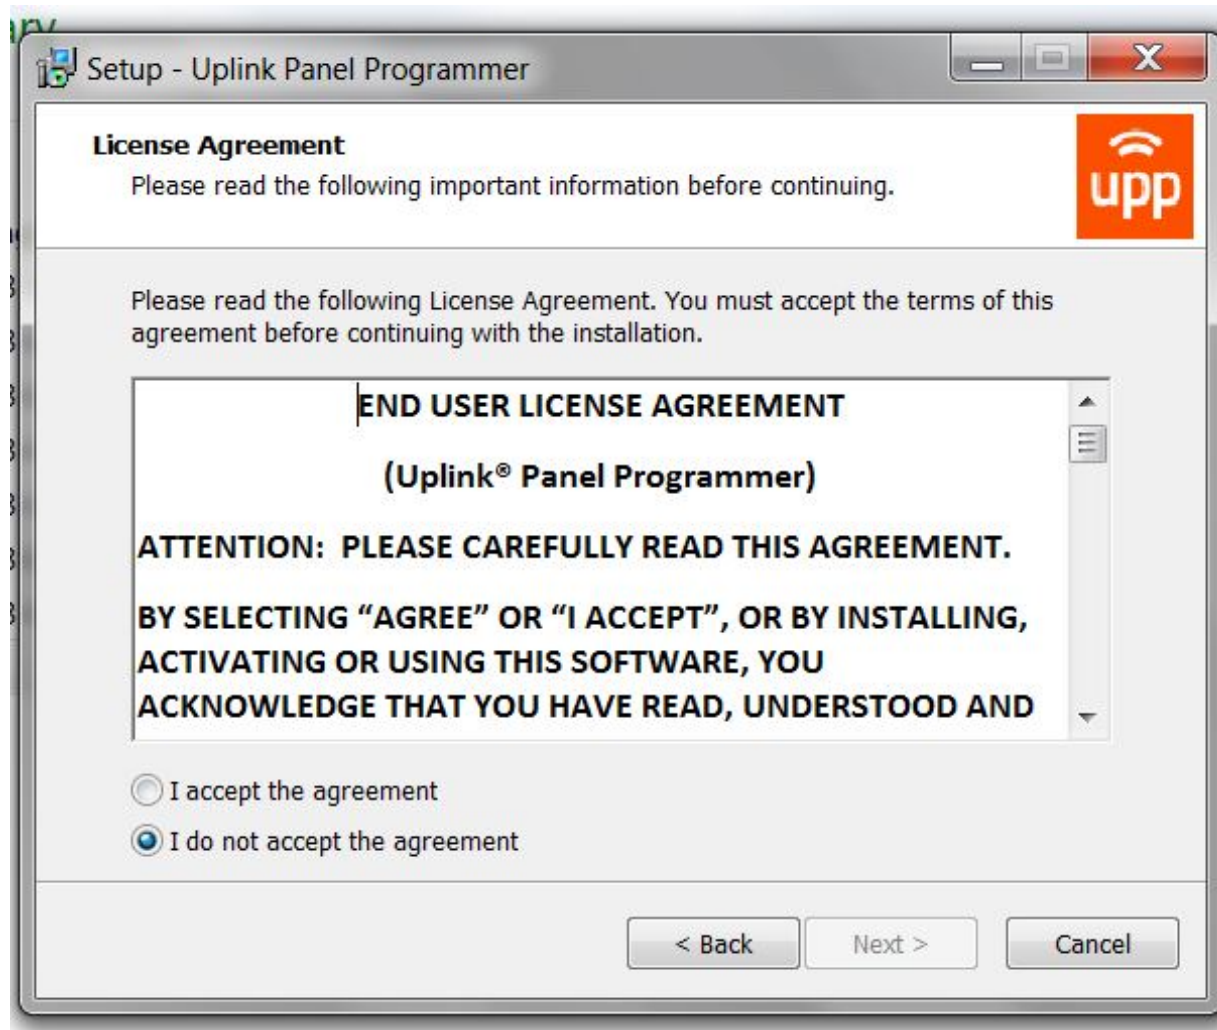 ary
Setup - Uplink Panel Programmer
License Agreement
Please read the following important information before continuing.
upp
Please read the following License Agreement. You must accept the terms of this
agreement before continuing with the installation.
END USER LICENSE AGREEMENT
(Uplink® Panel Programmer)
ATTENTION:  PLEASE CAREFULLY READ THIS AGREEMENT.
BY SELECTING “AGREE” OR “I ACCEPT”, OR BY INSTALLING,
ACTIVATING OR USING THIS SOFTWARE, YOU
ACKNOWLEDGE THAT YOU HAVE READ, UNDERSTOOD AND
I accept the agreement
I do not accept the agreement
< Back
Next >
Cancel